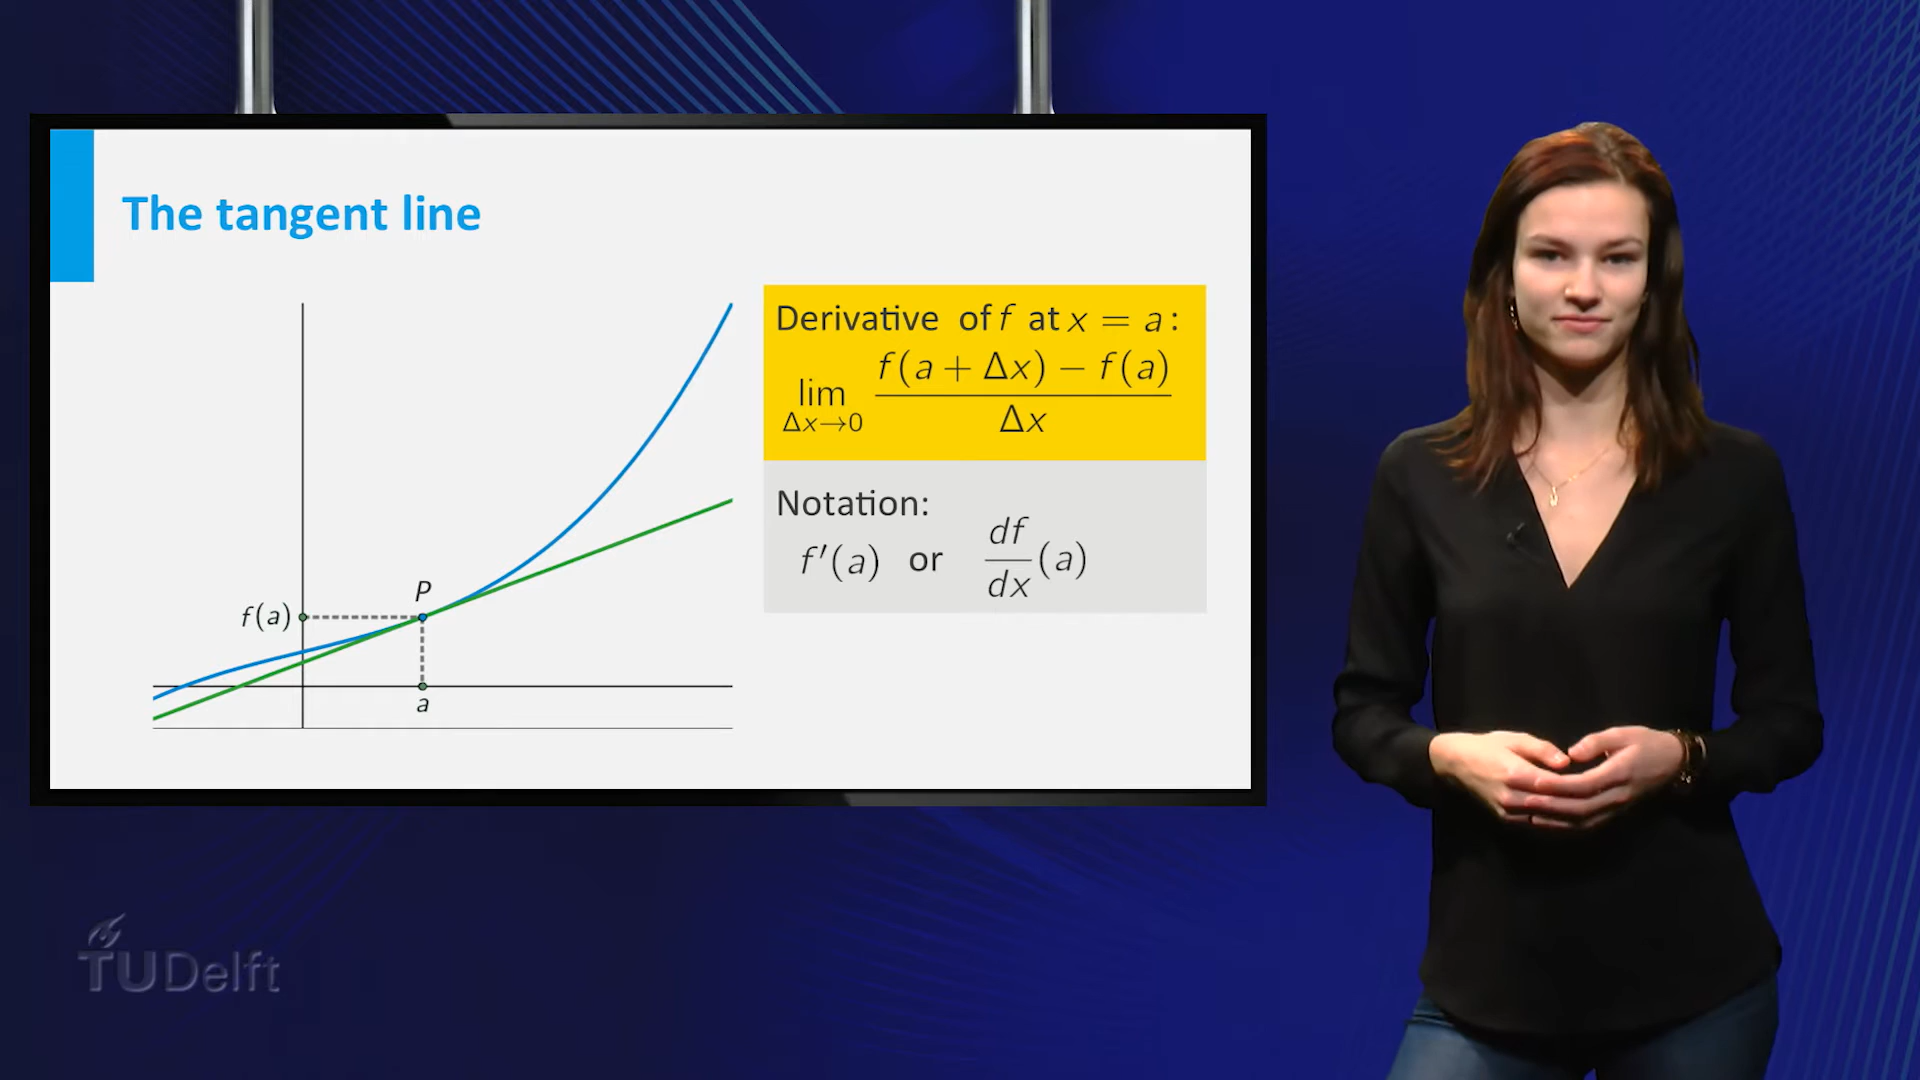 The tangent line
Derivative of f at x = a:
lim Δx→0 f(a + Δx) − f(a) / Δx
Notation:
f′(a) or df/dx (a)
P
f(a)
a
TUDelft